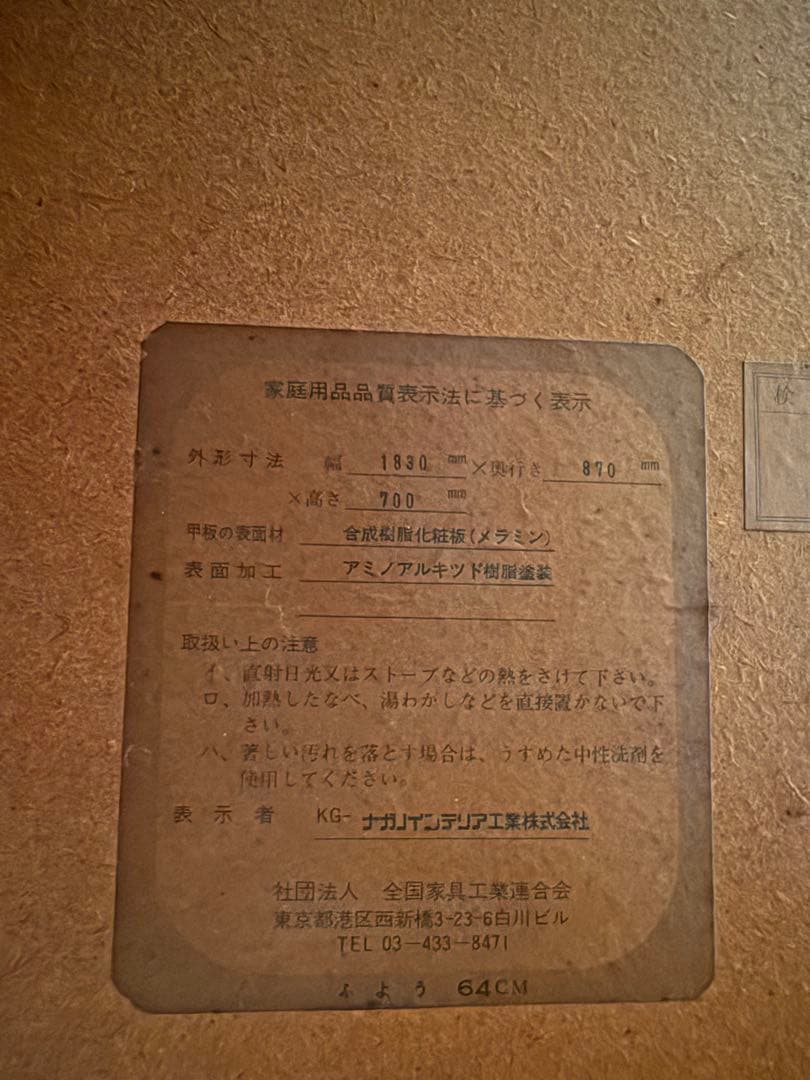 家庭用品品質表示法に基づく表示
外形寸法 幅 1830 mm ×奥行き 870 mm
×高さ 700 mm
甲板の表面材 合成樹脂化粧板(メラミン)
表面加工 アミノアルキツド樹脂塗装
取扱い上の注意
イ、直射日光又はストーブなどの熱をさけて下さい。
ロ、加熱したなべ、湯わかしなどを直接置かないで下
さい。
ハ、著しい汚れを落とす場合は、うすめた中性洗剤を
使用してください。
表示者 KG-ナガノインテリア工業株式会社
社団法人 全国家具工業連合会
東京都港区西新橋3-23-6白川ビル
TEL 03-433-8471
ふよう 64CM
検